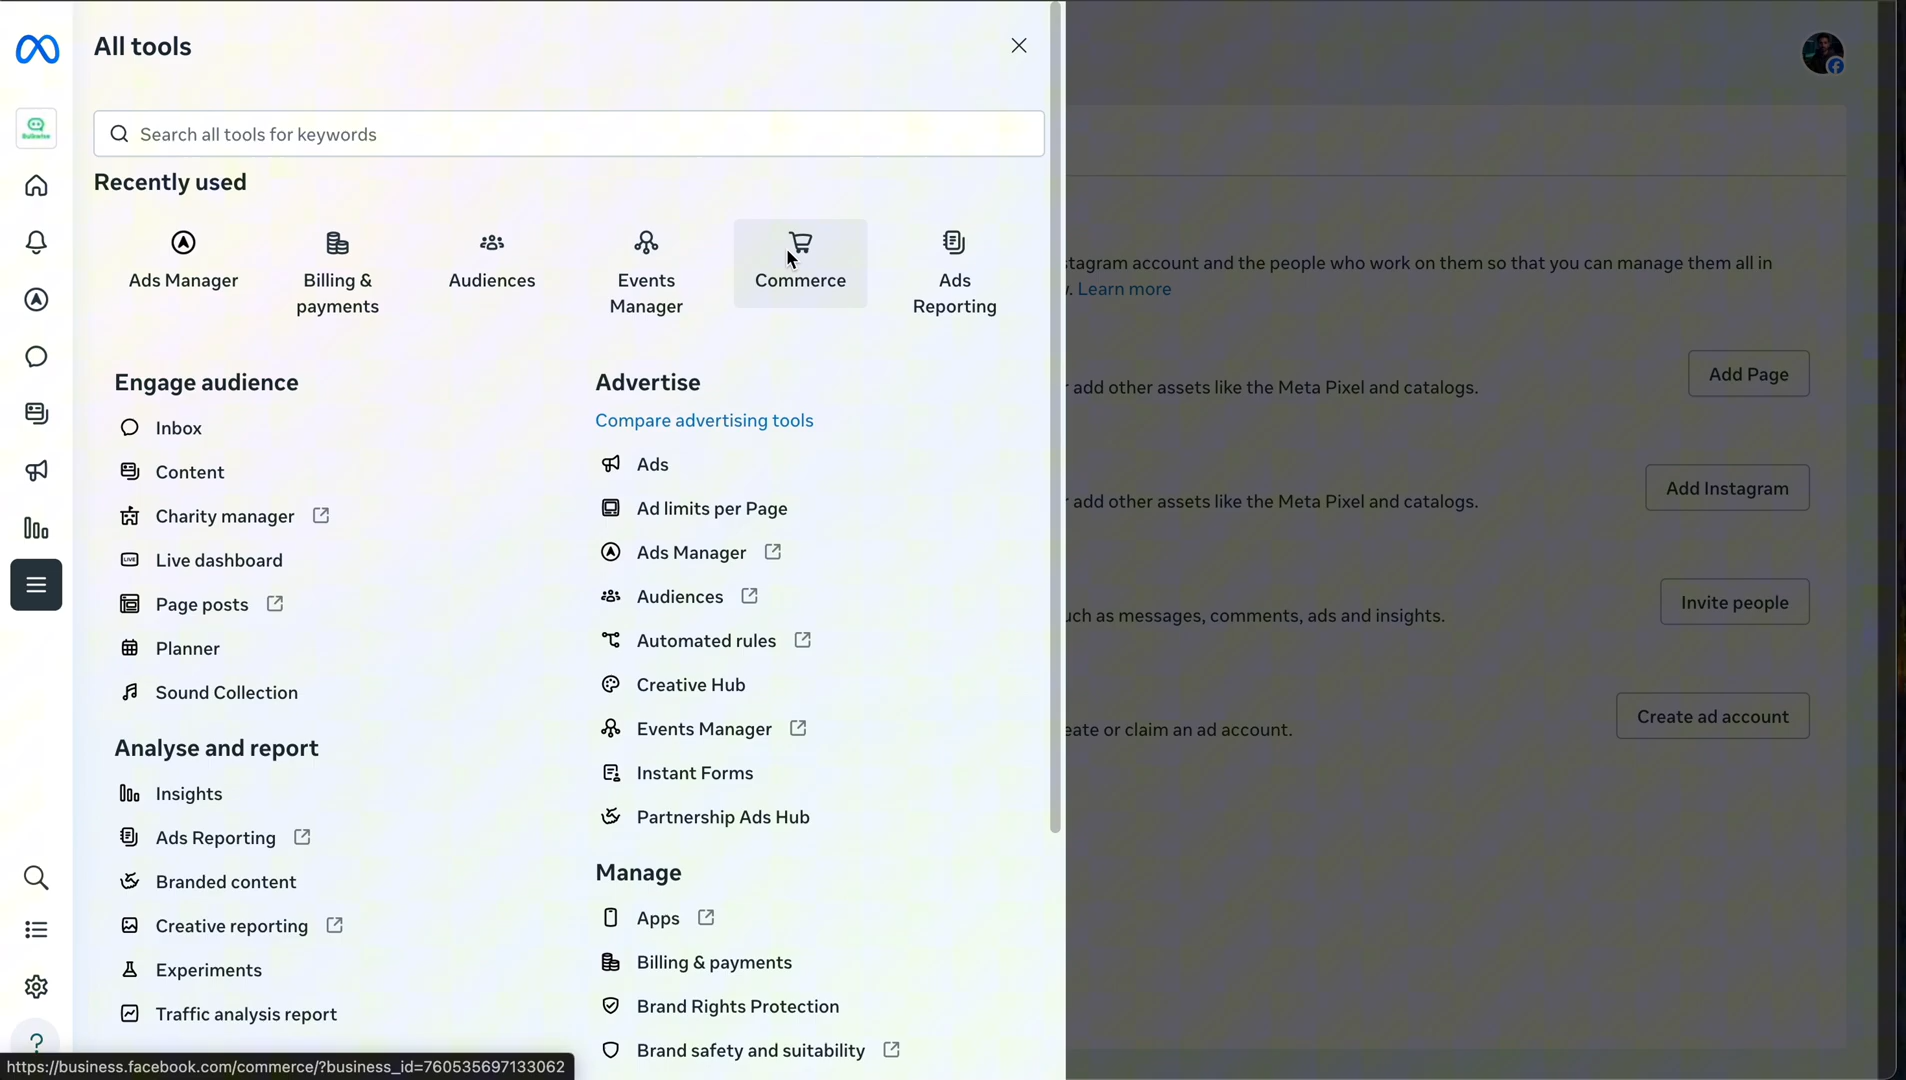 All tools
Bulkwise
Search all tools for keywords
Recently used
Ads Manager
Billing &
payments
Audiences
Events
Manager
Commerce
Ads
Reporting
Engage audience
Inbox
Content
Charity manager
LIVE
Live dashboard
Page posts
Planner
Sound Collection
Analyse and report
Insights
Ads Reporting
Branded content
Creative reporting
Experiments
Traffic analysis report
Advertise
Compare advertising tools
Ads
Ad limits per Page
Ads Manager
Audiences
Automated rules
Creative Hub
Events Manager
Instant Forms
Partnership Ads Hub
Manage
Apps
Billing & payments
Brand Rights Protection
Brand safety and suitability
stagram account and the people who work on them so that you can manage them all in
. Learn more
add other assets like the Meta Pixel and catalogs.
Add Page
add other assets like the Meta Pixel and catalogs.
Add Instagram
uch as messages, comments, ads and insights.
Invite people
eate or claim an ad account.
Create ad account
?
https://business.facebook.com/commerce/?business_id=760535697133062